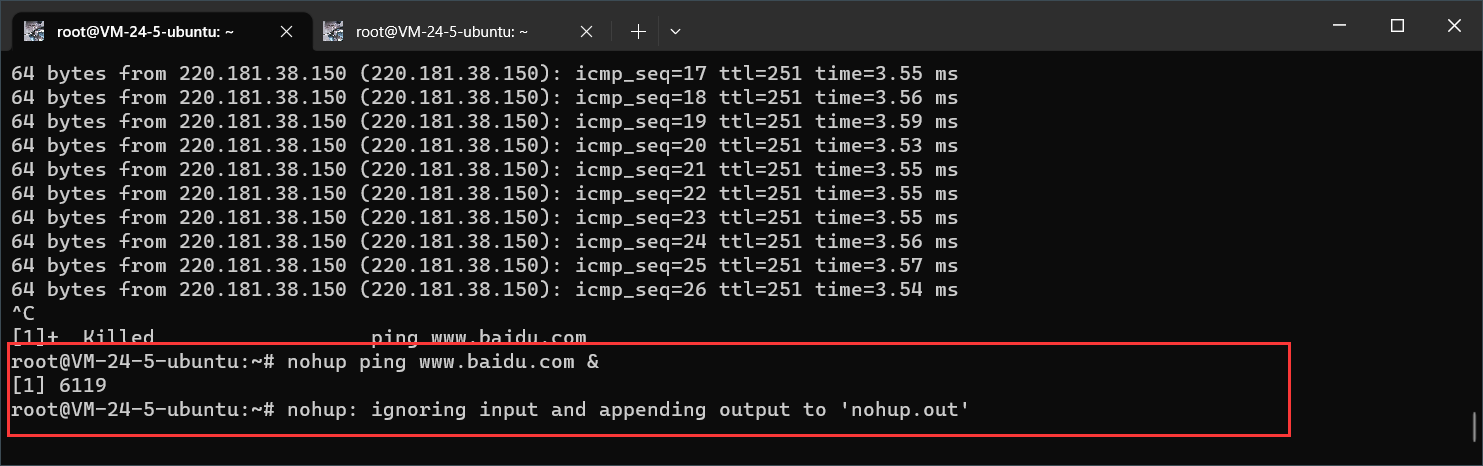 root@VM-24-5-ubuntu: ~
root@VM-24-5-ubuntu: ~
64 bytes from 220.181.38.150 (220.181.38.150): icmp_seq=17 ttl=251 time=3.55 ms
64 bytes from 220.181.38.150 (220.181.38.150): icmp_seq=18 ttl=251 time=3.56 ms
64 bytes from 220.181.38.150 (220.181.38.150): icmp_seq=19 ttl=251 time=3.59 ms
64 bytes from 220.181.38.150 (220.181.38.150): icmp_seq=20 ttl=251 time=3.53 ms
64 bytes from 220.181.38.150 (220.181.38.150): icmp_seq=21 ttl=251 time=3.55 ms
64 bytes from 220.181.38.150 (220.181.38.150): icmp_seq=22 ttl=251 time=3.55 ms
64 bytes from 220.181.38.150 (220.181.38.150): icmp_seq=23 ttl=251 time=3.55 ms
64 bytes from 220.181.38.150 (220.181.38.150): icmp_seq=24 ttl=251 time=3.56 ms
64 bytes from 220.181.38.150 (220.181.38.150): icmp_seq=25 ttl=251 time=3.57 ms
64 bytes from 220.181.38.150 (220.181.38.150): icmp_seq=26 ttl=251 time=3.54 ms
^C
[1]+  Killed                  ping www.baidu.com
root@VM-24-5-ubuntu:~# nohup ping www.baidu.com &
[1] 6119
root@VM-24-5-ubuntu:~# nohup: ignoring input and appending output to 'nohup.out'